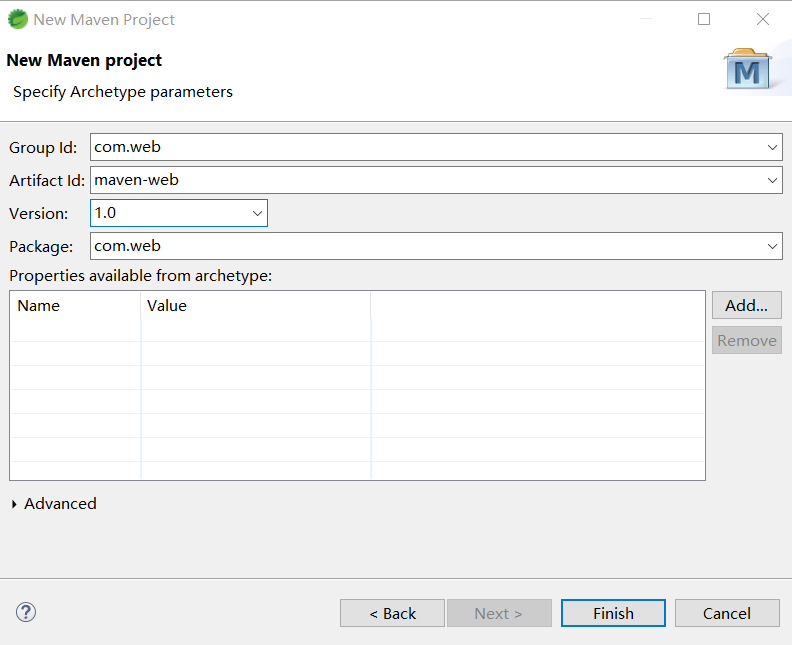 New Maven Project
New Maven project
Specify Archetype parameters
M
Group Id: com.web
Artifact Id: maven-web
Version: 1.0
Package: com.web
Properties available from archetype:
Name Value
Add...
Remove
Advanced
?
< Back Next > Finish Cancel